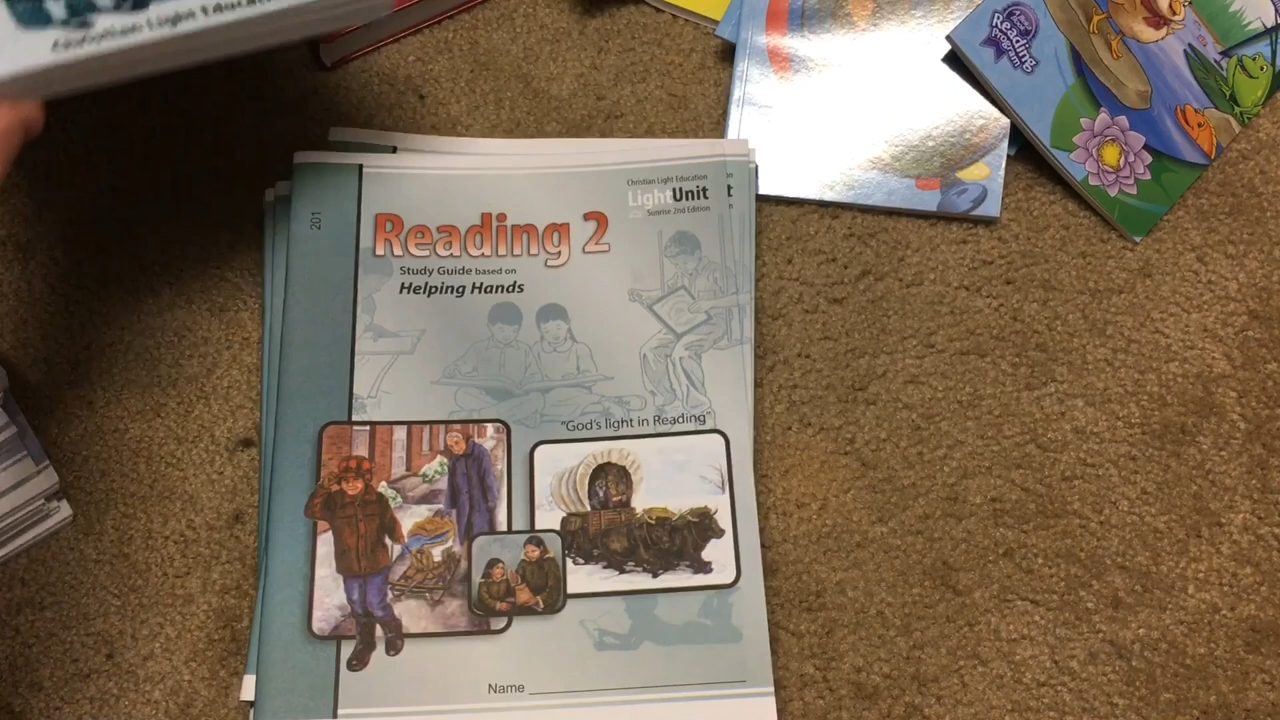 Christian Light Education
LightUnit
Sunrise 2nd Edition
201
Reading 2
Study Guide based on
Helping Hands
"God's light in Reading"
Name
Reading
Program